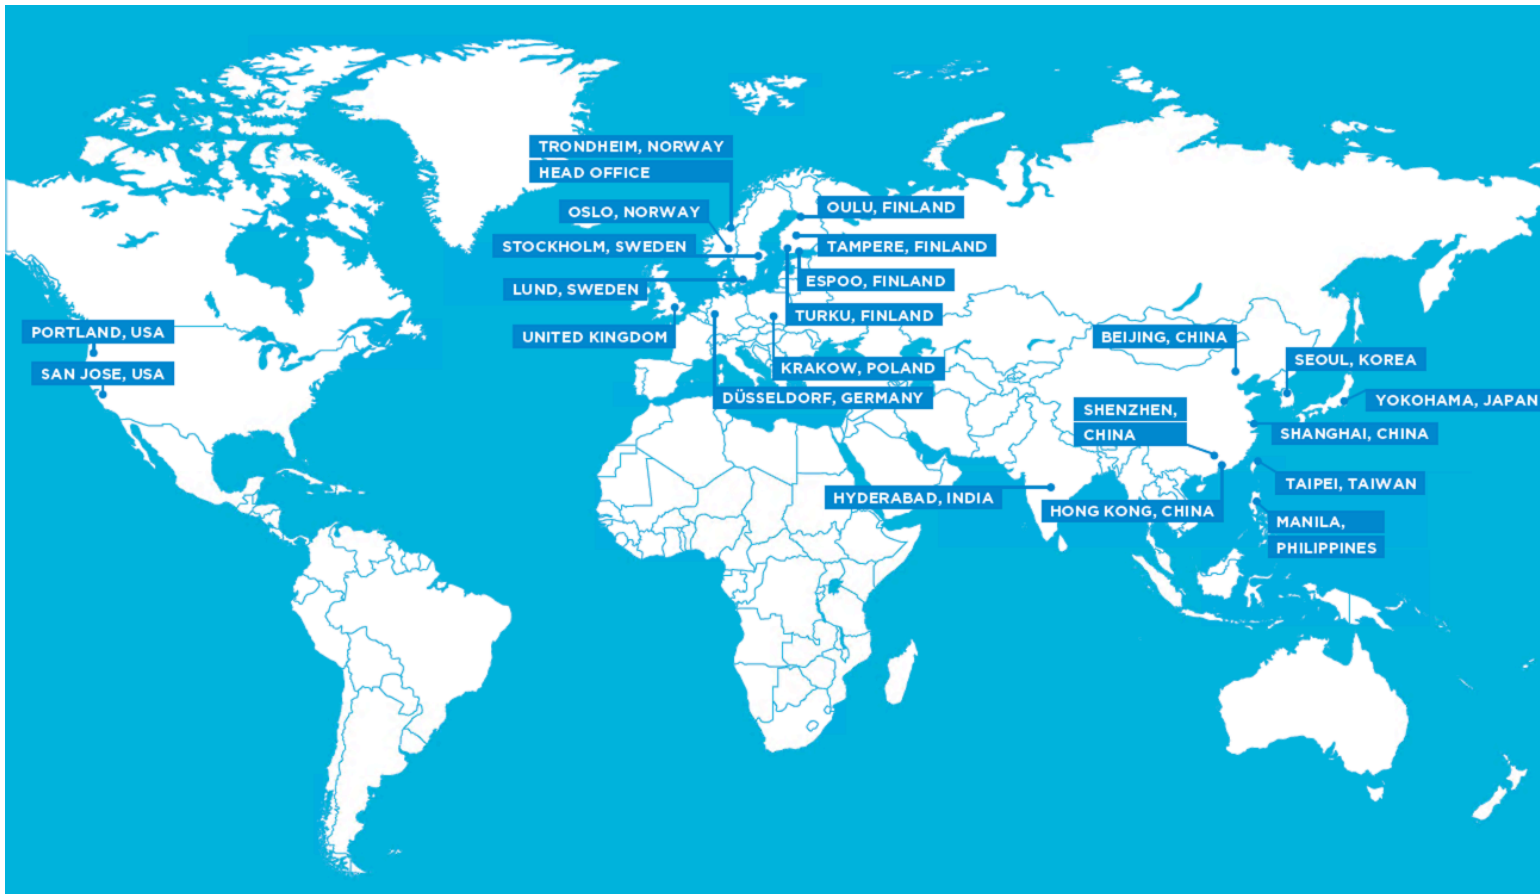 TRONDHEIM, NORWAY
HEAD OFFICE
OSLO, NORWAY
STOCKHOLM, SWEDEN
LUND, SWEDEN
UNITED KINGDOM
OULU, FINLAND
TAMPERE, FINLAND
ESPOO, FINLAND
TURKU, FINLAND
KRAKOW, POLAND
DÜSSELDORF, GERMANY
PORTLAND, USA
SAN JOSE, USA
BEIJING, CHINA
SEOUL, KOREA
YOKOHAMA, JAPAN
SHENZHEN,
CHINA
SHANGHAI, CHINA
TAIPEI, TAIWAN
HYDERABAD, INDIA
HONG KONG, CHINA
MANILA,
PHILIPPINES